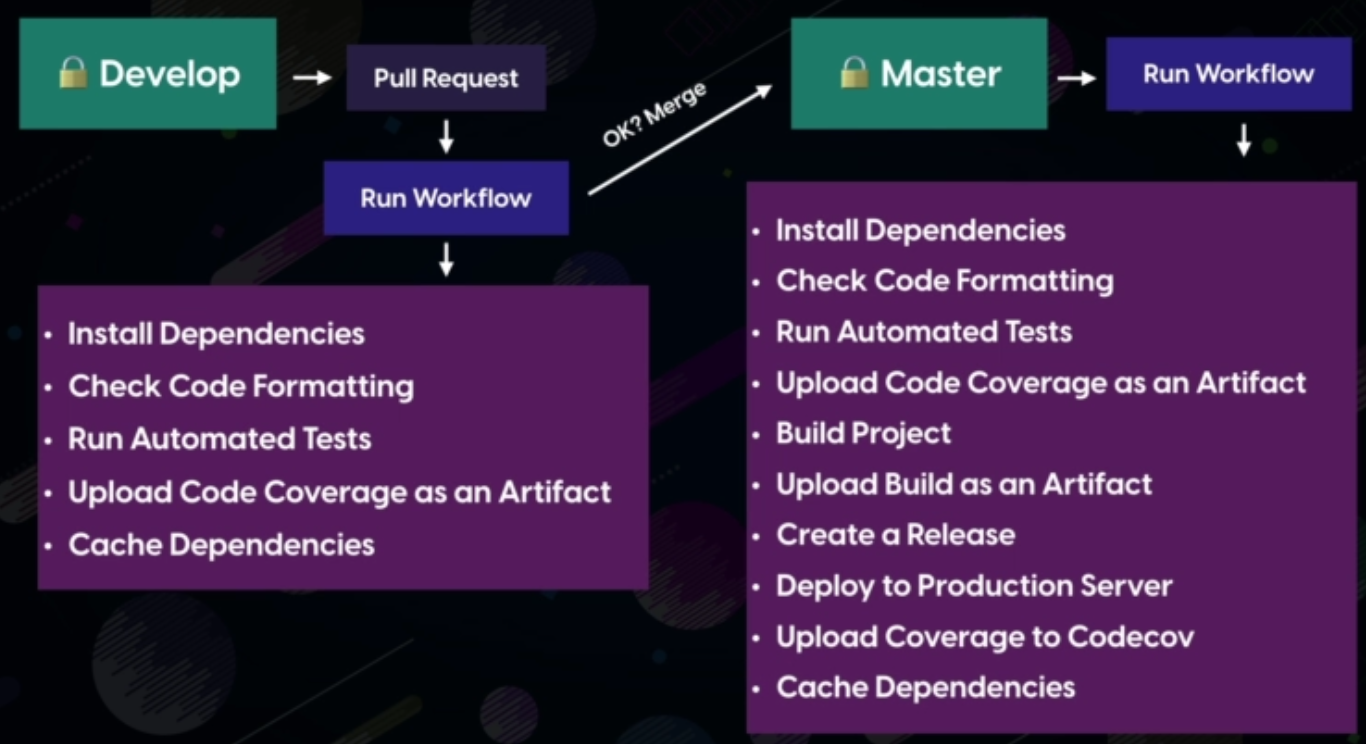 🔒 Develop
Pull Request
OK? Merge
🔒 Master
Run Workflow
Run Workflow
• Install Dependencies
• Check Code Formatting
• Run Automated Tests
• Upload Code Coverage as an Artifact
• Cache Dependencies
• Install Dependencies
• Check Code Formatting
• Run Automated Tests
• Upload Code Coverage as an Artifact
• Build Project
• Upload Build as an Artifact
• Create a Release
• Deploy to Production Server
• Upload Coverage to Codecov
• Cache Dependencies